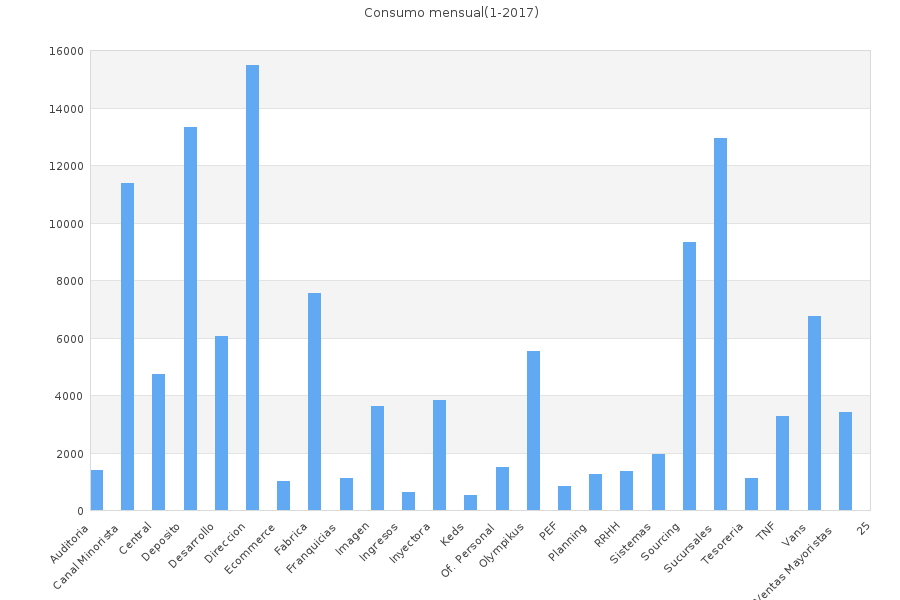 Consumo mensual(1-2017)
16000
14000
12000
10000
8000
6000
4000
2000
0
Auditoria
Canal Minorista
Central
Deposito
Desarrollo
Direccion
Ecommerce
Fabrica
Franquicias
Imagen
Ingresos
Inyectora
Keds
Of. Personal
Olympikus
PEF
Planning
RRHH
Sistemas
Sourcing
Sucursales
Tesoreria
TNF
Vans
Ventas Mayoristas
25